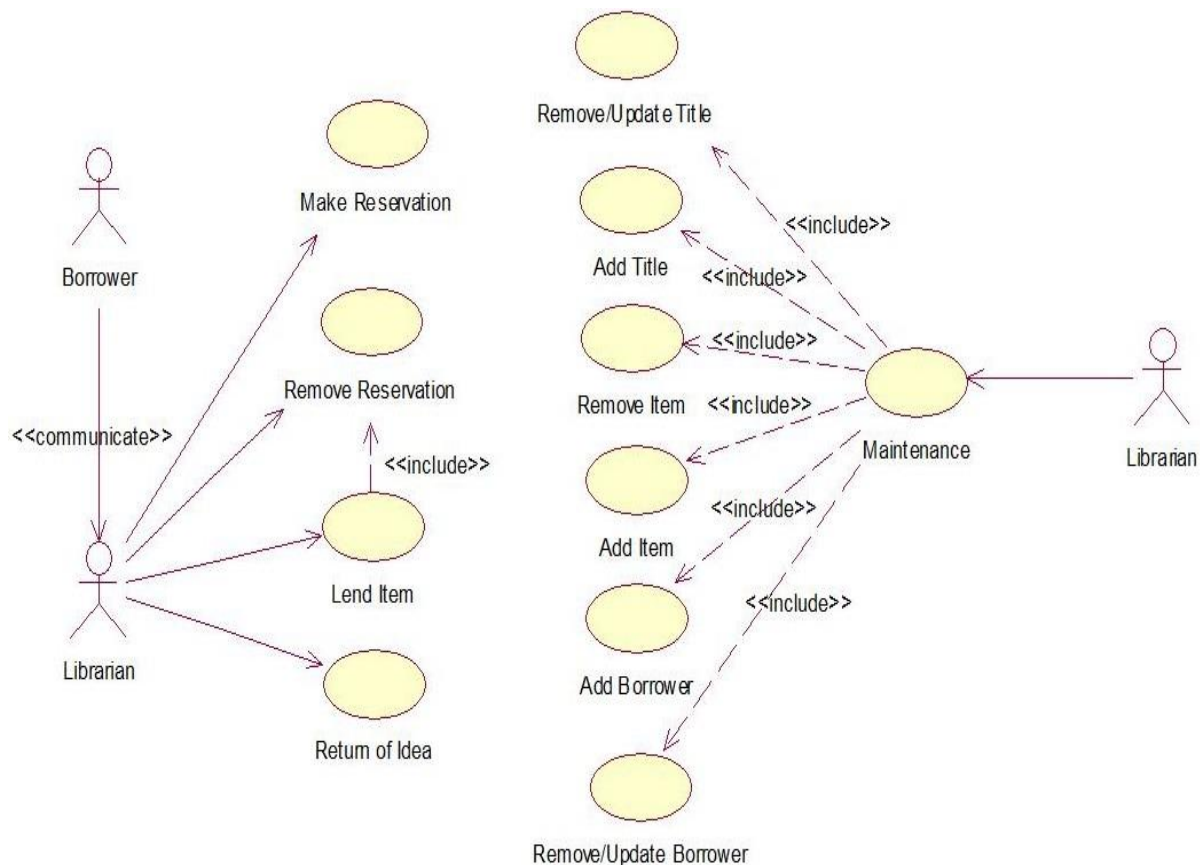 Remove/Update Title
Make Reservation
Borrower
<<include>>
Add Title
<<include>>
<<include>>
Remove Reservation
Remove Item
<<include>>
Maintenance
Librarian
<<communicate>>
<<include>>
<<include>>
Add Item
Lend Item
<<include>>
Librarian
Add Borrower
Return of Idea
Remove/Update Borrower